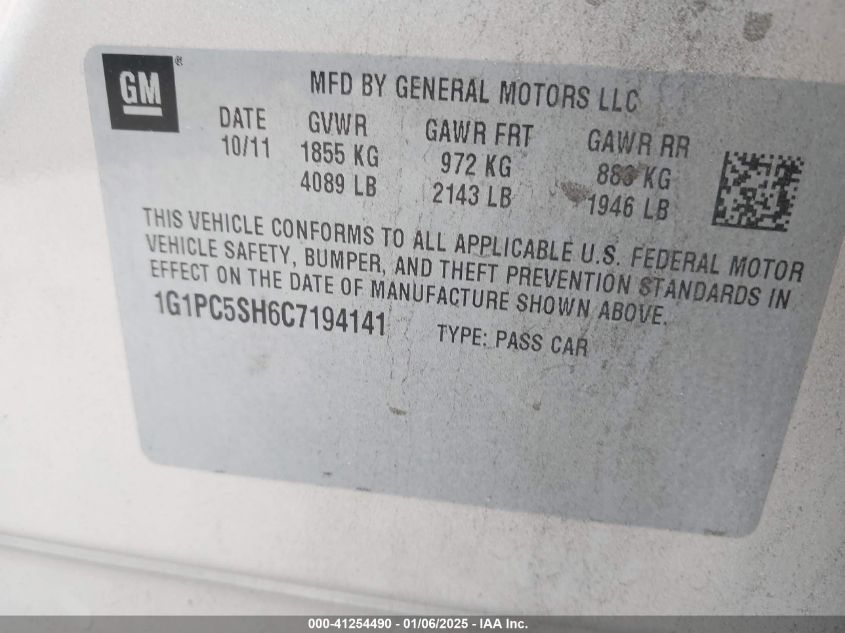 GM®
MFD BY GENERAL MOTORS LLC
DATE GVWR GAWR FRT GAWR RR
10/11 1855 KG 972 KG 883 KG
4089 LB 2143 LB 1946 LB
THIS VEHICLE CONFORMS TO ALL APPLICABLE U.S. FEDERAL MOTOR
VEHICLE SAFETY, BUMPER, AND THEFT PREVENTION STANDARDS IN
EFFECT ON THE DATE OF MANUFACTURE SHOWN ABOVE.
1G1PC5SH6C7194141 TYPE: PASS CAR
000-41254490 - 01/06/2025 - IAA Inc.